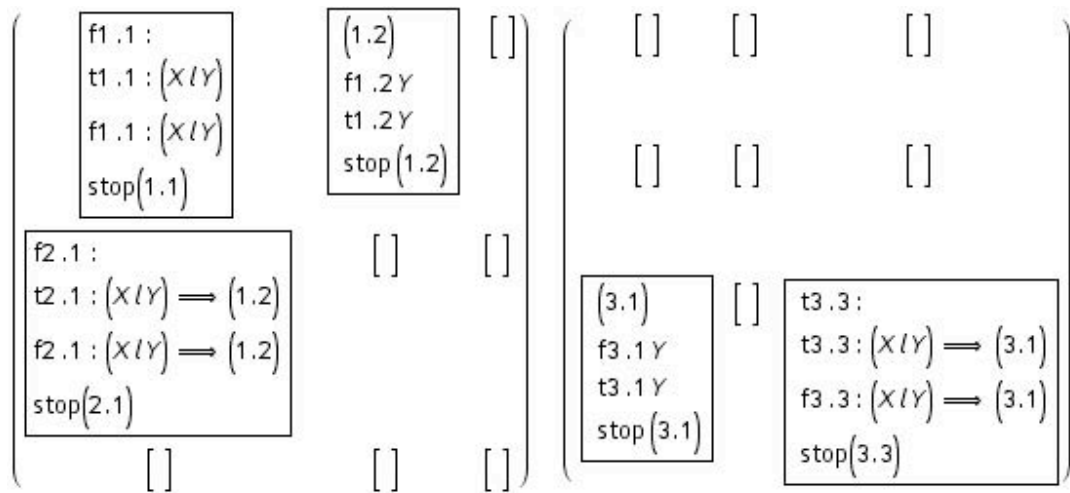 f1 .1 :
t1 .1 : (X l Y)
f1 .1 : (X l Y)
stop(1.1)
(1.2)
f1 .2 Y
t1 .2 Y
stop (1.2)
[ ]
f2 .1 :
t2 .1 : (X l Y) ⟹ (1.2)
f2 .1 : (X l Y) ⟹ (1.2)
stop(2.1)
[ ] [ ]
[ ] [ ] [ ]
[ ] [ ] [ ]
[ ] [ ] [ ]
(3.1)
f3 .1 Y
t3 .1 Y
stop (3.1)
[ ]
t3 .3 :
t3 .3 : (X l Y) ⟹ (3.1)
f3 .3 : (X l Y) ⟹ (3.1)
stop(3.3)